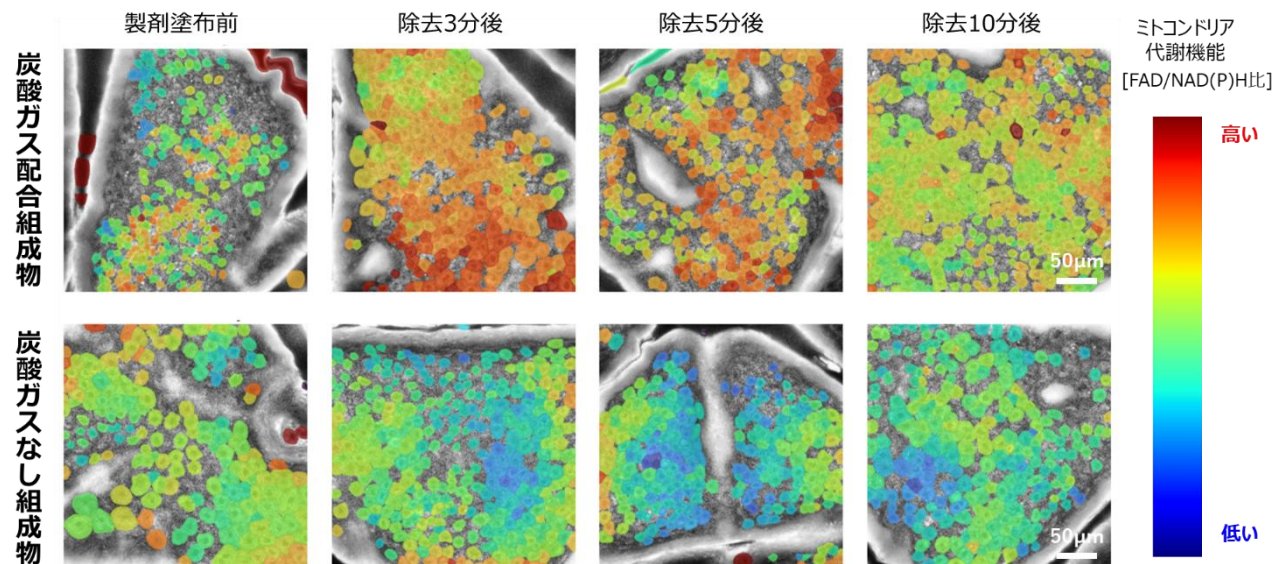 製剤塗布前
除去3分後
除去5分後
除去10分後
ミトコンドリア
代謝機能
[FAD/NAD(P)H比]
炭酸ガス配合組成物
50μm
高い
炭酸ガスなし組成物
50μm
低い